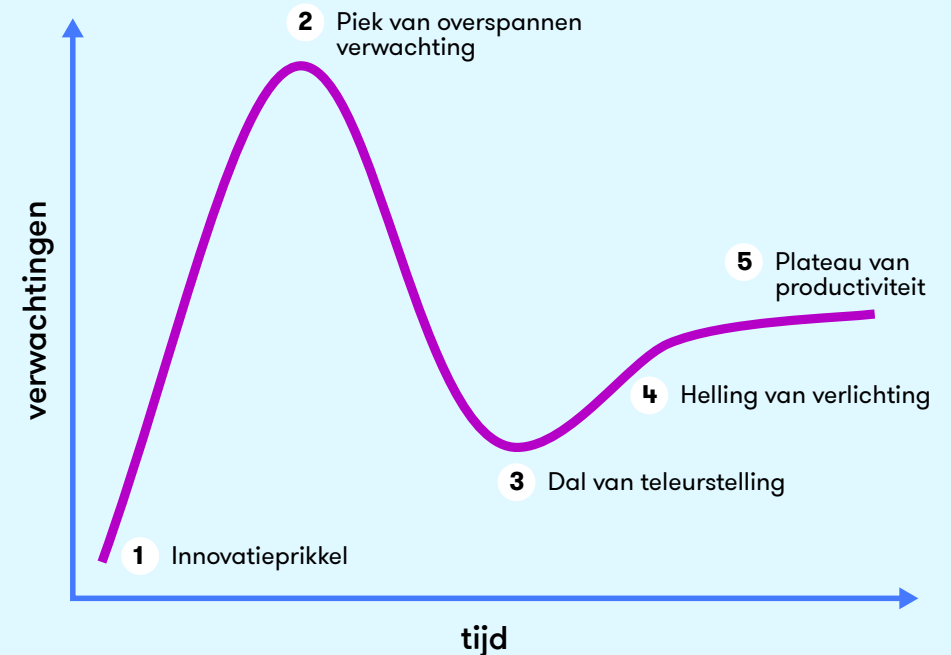 2 Piek van overspannen
verwachting
verwachtingen
5 Plateau van
productiviteit
4 Helling van verlichting
3 Dal van teleurstelling
1 Innovatieprikkel
tijd